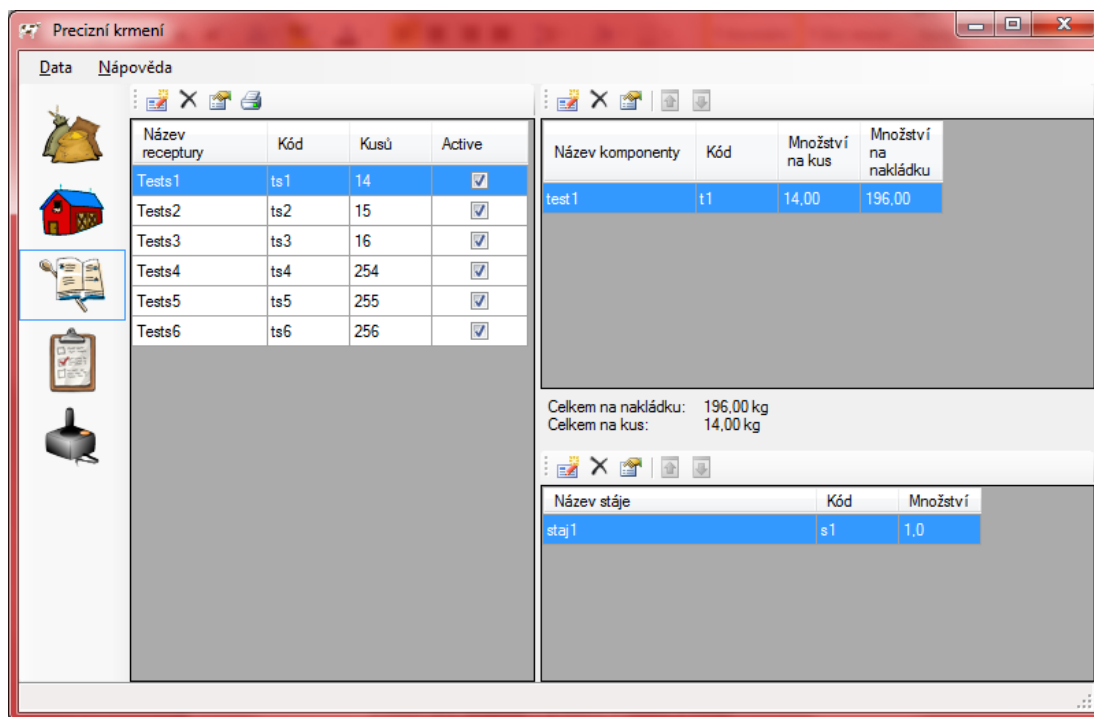 Precizní krmení
Data Nápověda
Název receptury Kód Kusů Active
Tests1 ts1 14
Tests2 ts2 15
Tests3 ts3 16
Tests4 ts4 254
Tests5 ts5 255
Tests6 ts6 256
Název komponenty Kód Množství na kus Množství na nakládku
test1 t1 14,00 196,00
Celkem na nakládku: 196,00 kg
Celkem na kus: 14,00 kg
Název stáje Kód Množství
staj1 s1 1,0